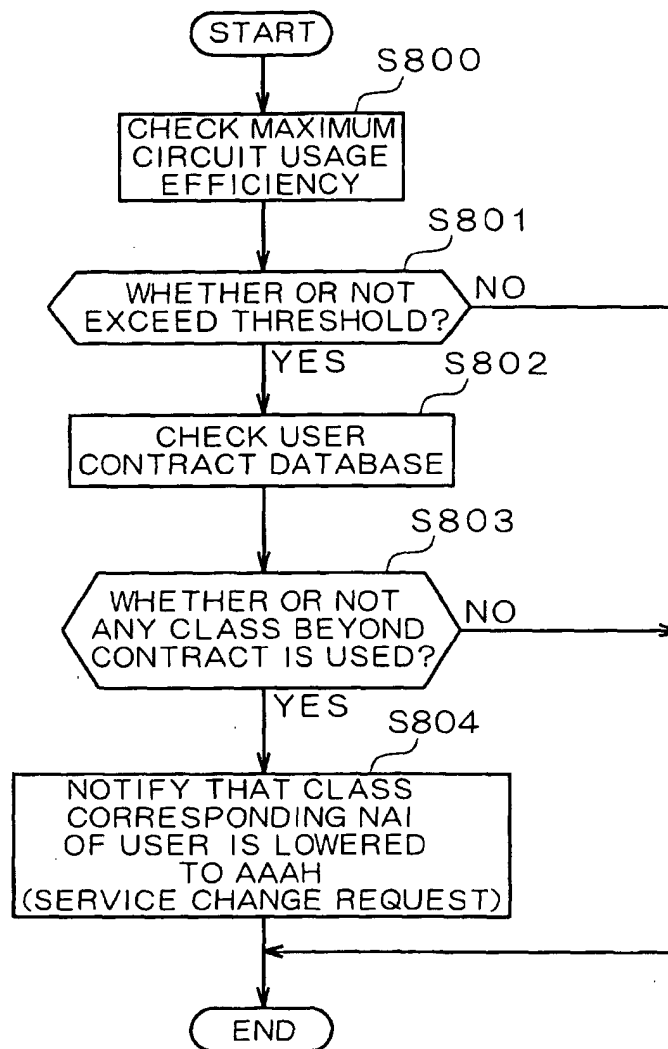 START
S800
CHECK MAXIMUM
CIRCUIT USAGE
EFFICIENCY
S801
WHETHER OR NOT
EXCEED THRESHOLD?
NO
YES
S802
CHECK USER
CONTRACT DATABASE
S803
WHETHER OR NOT
ANY CLASS BEYOND
CONTRACT IS USED?
NO
YES
S804
NOTIFY THAT CLASS
CORRESPONDING NAI
OF USER IS LOWERED
TO AAAH
(SERVICE CHANGE REQUEST)
END